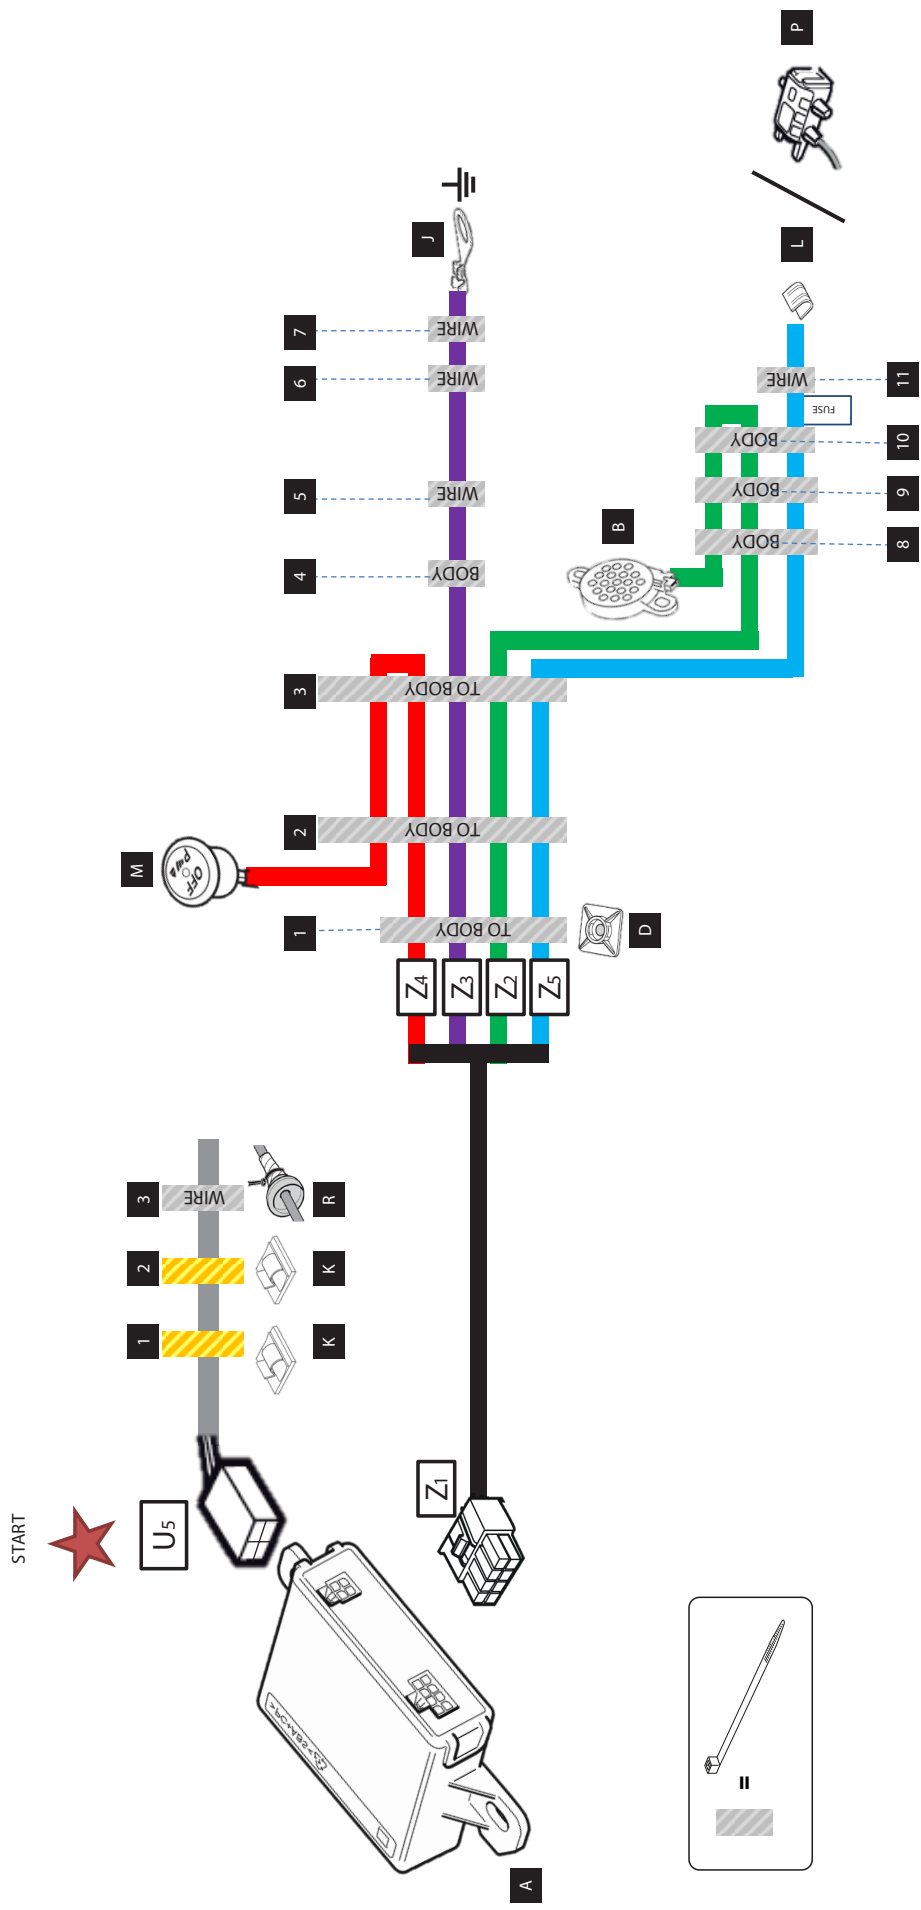 START
U5
1
2
3
WIRE
K
K
R
M
OFF
P
>PC+ABS<
A
Z1
Z4
Z3
Z2
Z5
1
2
3
4
5
6
7
TO BODY
TO BODY
TO BODY
BODY
WIRE
WIRE
WIRE
J
D
B
BODY
BODY
BODY
WIRE
FUSE
L
P
8
9
10
11
=